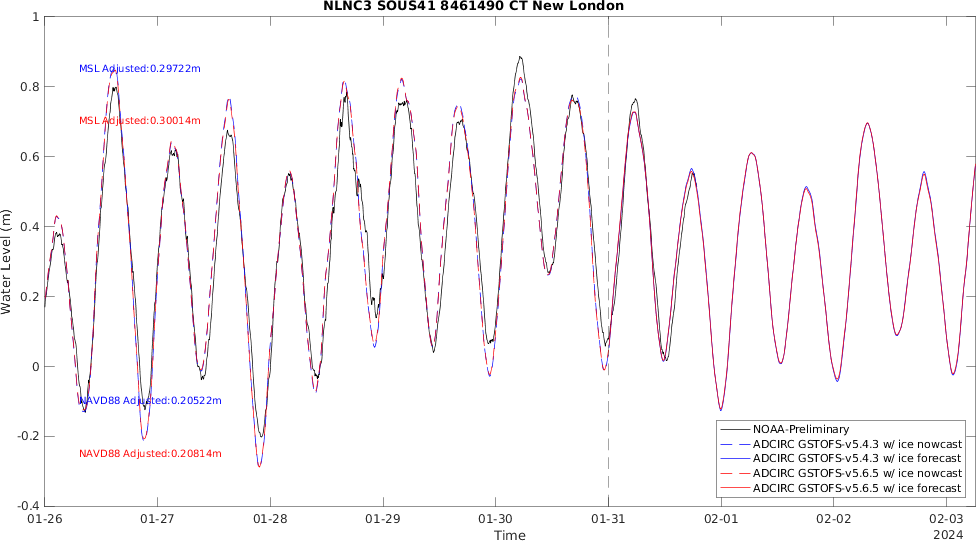 NLNC3 SOUS41 8461490 CT New London
1
0.8
0.6
0.4
0.2
0
-0.2
-0.4
Water Level (m)
MSL Adjusted:0.29722m
MSL Adjusted:0.30014m
NAVD88 Adjusted:0.20522m
NAVD88 Adjusted:0.20814m
NOAA-Preliminary
ADCIRC GSTOFS-v5.4.3 w/ ice nowcast
ADCIRC GSTOFS-v5.4.3 w/ ice forecast
ADCIRC GSTOFS-v5.6.5 w/ ice nowcast
ADCIRC GSTOFS-v5.6.5 w/ ice forecast
01-26 01-27 01-28 01-29 01-30 01-31 02-01 02-02 02-03
Time
2024